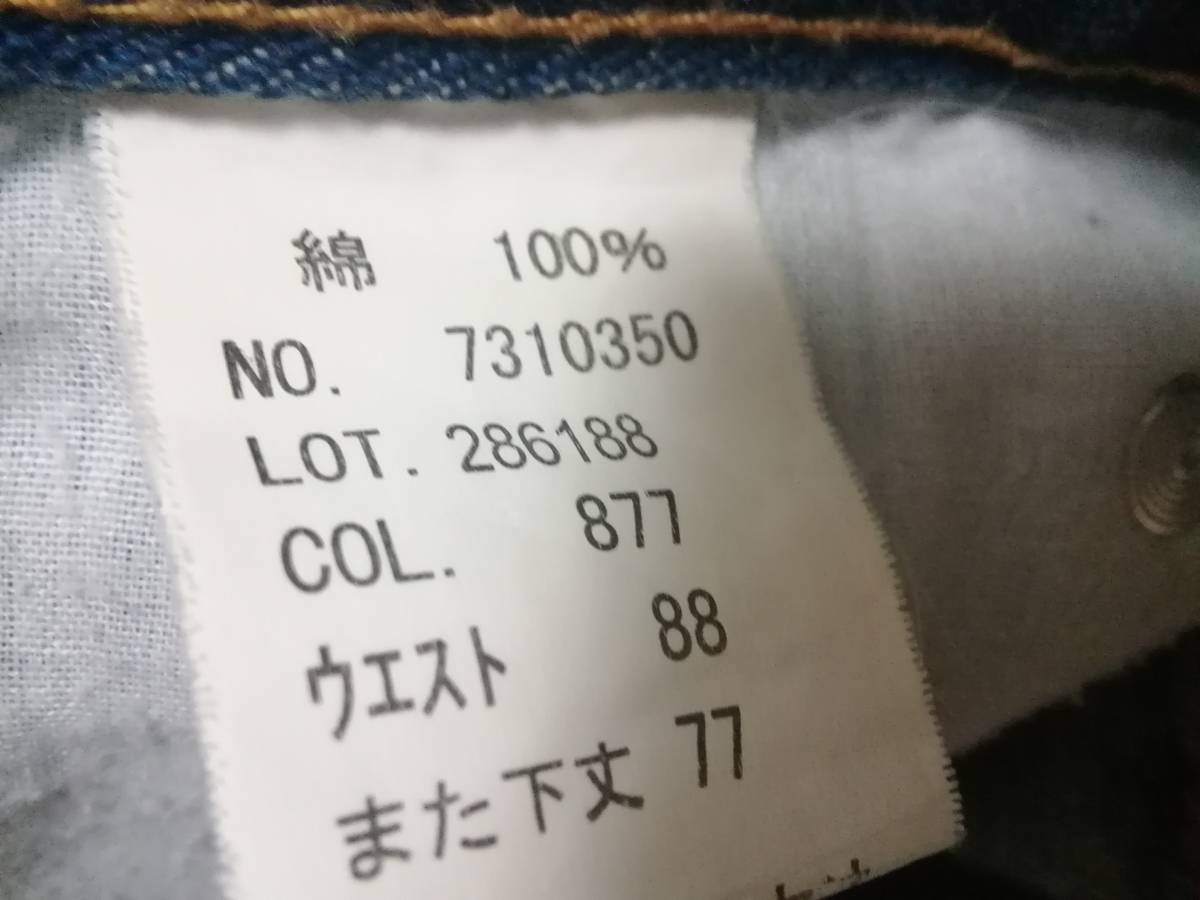 綿 100%
NO. 7310350
LOT. 286188
COL. 877
ウエスト 88
また下丈 77